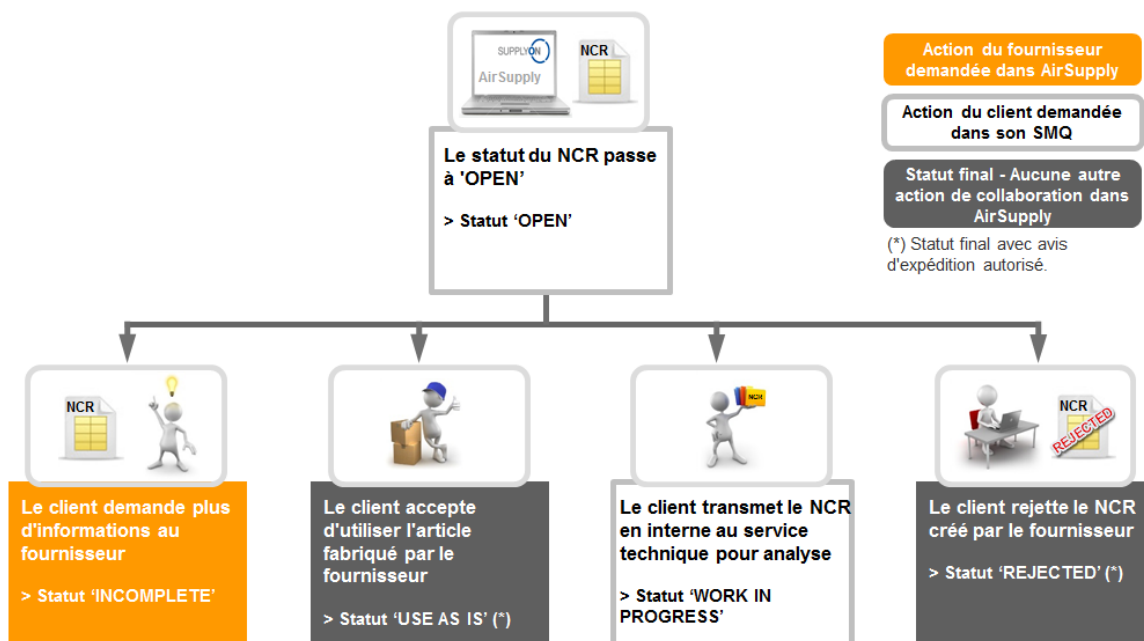 SUPPLYON
AirSupply
NCR
Action du fournisseur
demandée dans AirSupply
Action du client demandée
dans son SMQ
Statut final - Aucune autre
action de collaboration dans
AirSupply
(*) Statut final avec avis
d'expédition autorisé.
Le statut du NCR passe
à 'OPEN’
> Statut ‘OPEN’
NCR
Le client demande plus
d'informations au
fournisseur
> Statut ‘INCOMPLETE’
Le client accepte
d'utiliser l'article
fabriqué par le
fournisseur
> Statut ‘USE AS IS’ (*)
NCR
Le client transmet le NCR
en interne au service
technique pour analyse
> Statut ‘WORK IN
PROGRESS’
NCR
REJECTED
Le client rejette le NCR
créé par le fournisseur
> Statut ‘REJECTED’ (*)